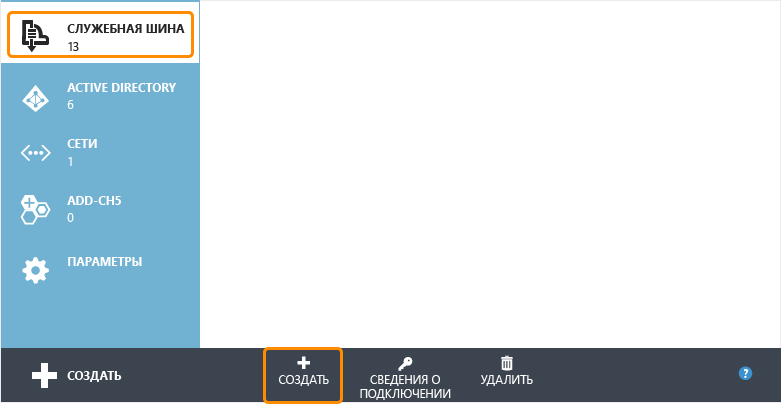 СЛУЖЕБНАЯ ШИНА
13
ACTIVE DIRECTORY
6
СЕТИ
1
ADD-CH5
0
ПАРАМЕТРЫ
СОЗДАТЬ
СОЗДАТЬ
СВЕДЕНИЯ О
ПОДКЛЮЧЕНИИ
УДАЛИТЬ
?